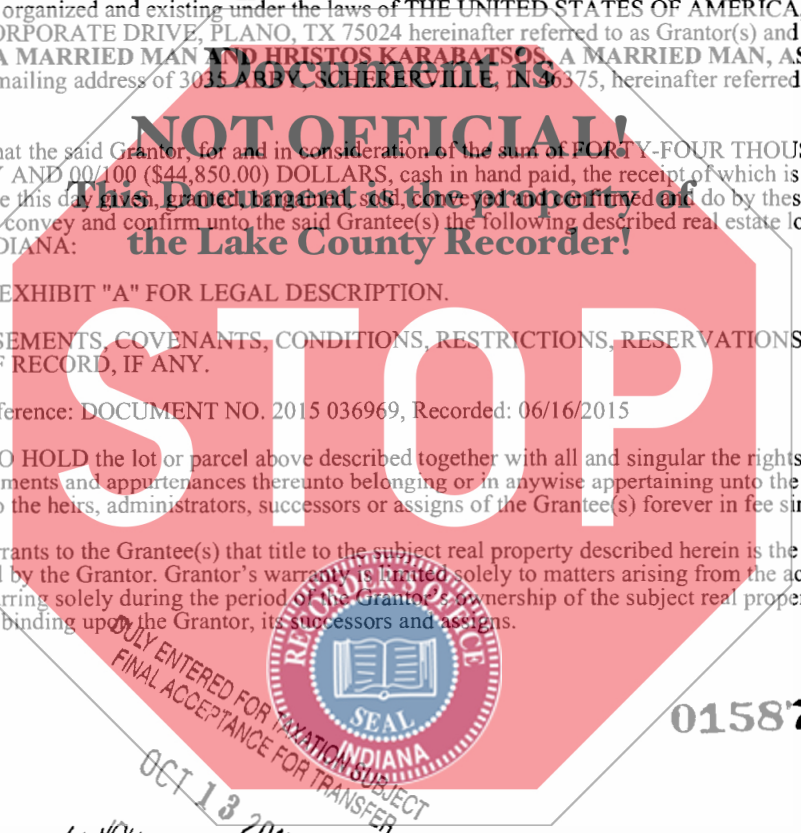 organized and existing under the laws of THE UNITED STATES OF AMERICA
ORPORATE DRIVE, PLANO, TX 75024 hereinafter referred to as Grantor(s) and
A MARRIED MAN AND HRISTOS KARABATSOS, A MARRIED MAN, AS
mailing address of 3035 ABBY, SCHERERVILLE, IN 46375, hereinafter referred
Document is
NOT OFFICIAL!
This Document is the property of
the Lake County Recorder!
hat the said Grantor, for and in consideration of the sum of FORTY-FOUR THOUS
Y AND 00/100 ($44,850.00) DOLLARS, cash in hand paid, the receipt of which is
e this day given, granted, bargained, sold, conveyed and confirmed and do by thes
convey and confirm unto the said Grantee(s) the following described real estate lo
DIANA:
EXHIBIT "A" FOR LEGAL DESCRIPTION.
SEMENTS, COVENANTS, CONDITIONS, RESTRICTIONS, RESERVATIONS
F RECORD, IF ANY.
STOP
ference: DOCUMENT NO. 2015 036969, Recorded: 06/16/2015
O HOLD the lot or parcel above described together with all and singular the rights
ments and appurtenances thereunto belonging or in anywise appertaining unto the
o the heirs, administrators, successors or assigns of the Grantee(s) forever in fee sin
rrants to the Grantee(s) that title to the subject real property described herein is the
l by the Grantor. Grantor's warranty is limited solely to matters arising from the ac
rring solely during the period of the Grantor's ownership of the subject real proper
binding upon the Grantor, its successors and assigns.
SEAL
INDIANA
DULY ENTERED FOR TAXATION SUBJECT
FINAL ACCEPTANCE FOR TRANSFER
OCT 13
0158